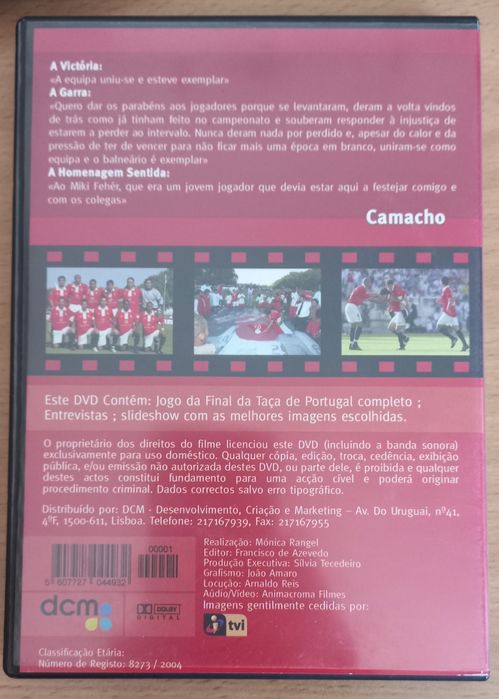 A Victória:
«A equipa uniu-se e esteve exemplar»
A Garra:
«Quero dar os parabéns aos jogadores porque se levantaram, deram a volta vindos
de trás como já tinham feito no campeonato e souberam responder à injustiça de
estarem a perder ao intervalo. Nunca deram nada por perdido e, apesar do calor e da
pressão de ter de vencer para não ficar mais uma época em branco, uniram-se como
equipa e o balneário é exemplar»
A Homenagem Sentida:
«Ao Miki Fehér, que era um jovem jogador que devia estar aqui a festejar comigo e
com os colegas»
Camacho
Este DVD Contém: Jogo da Final da Taça de Portugal completo ;
Entrevistas ; slideshow com as melhores imagens escolhidas.
O proprietário dos direitos do filme licenciou este DVD (incluindo a banda sonora)
exclusivamente para uso doméstico. Qualquer cópia, edição, troca, cedência, exibição
pública, e/ou emissão não autorizada destes DVD, ou parte dele, é proibida e qualquer
destes actos constitui fundamento para uma acção cível e poderá originar
procedimento criminal. Dados correctos salvo erro tipográfico.
Distribuído por: DCM - Desenvolvimento, Criação e Marketing – Av. Do Uruguai, nº41,
4ºF, 1500-611, Lisboa. Telefone: 217167939, Fax: 217167955
00001
5 607727 044932
dcm
DOLBY
DIGITAL
Realização: Mónica Rangel
Editor: Francisco de Azevedo
Produção Executiva: Sílvia Tecedeiro
Grafismo: João Amaro
Locução: Arnaldo Reis
Aúdio/Vídeo: Animacroma Filmes
Imagens gentilmente cedidas por:
tvi
Classificação Etária:
Número de Registo: 8273 / 2004